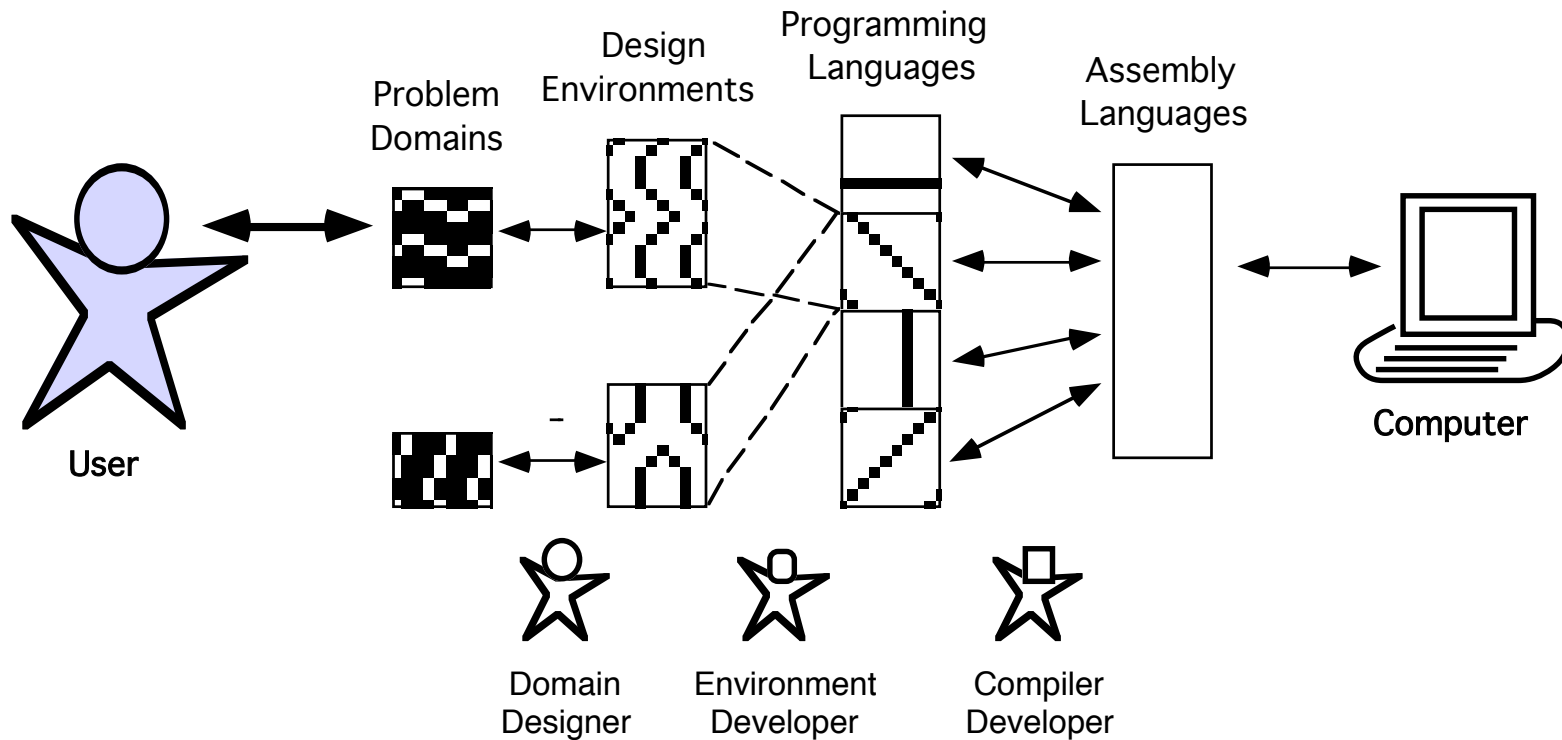 Problem
Domains
Design
Environments
Programming
Languages
Assembly
Languages
User
Computer
Domain
Designer
Environment
Developer
Compiler
Developer